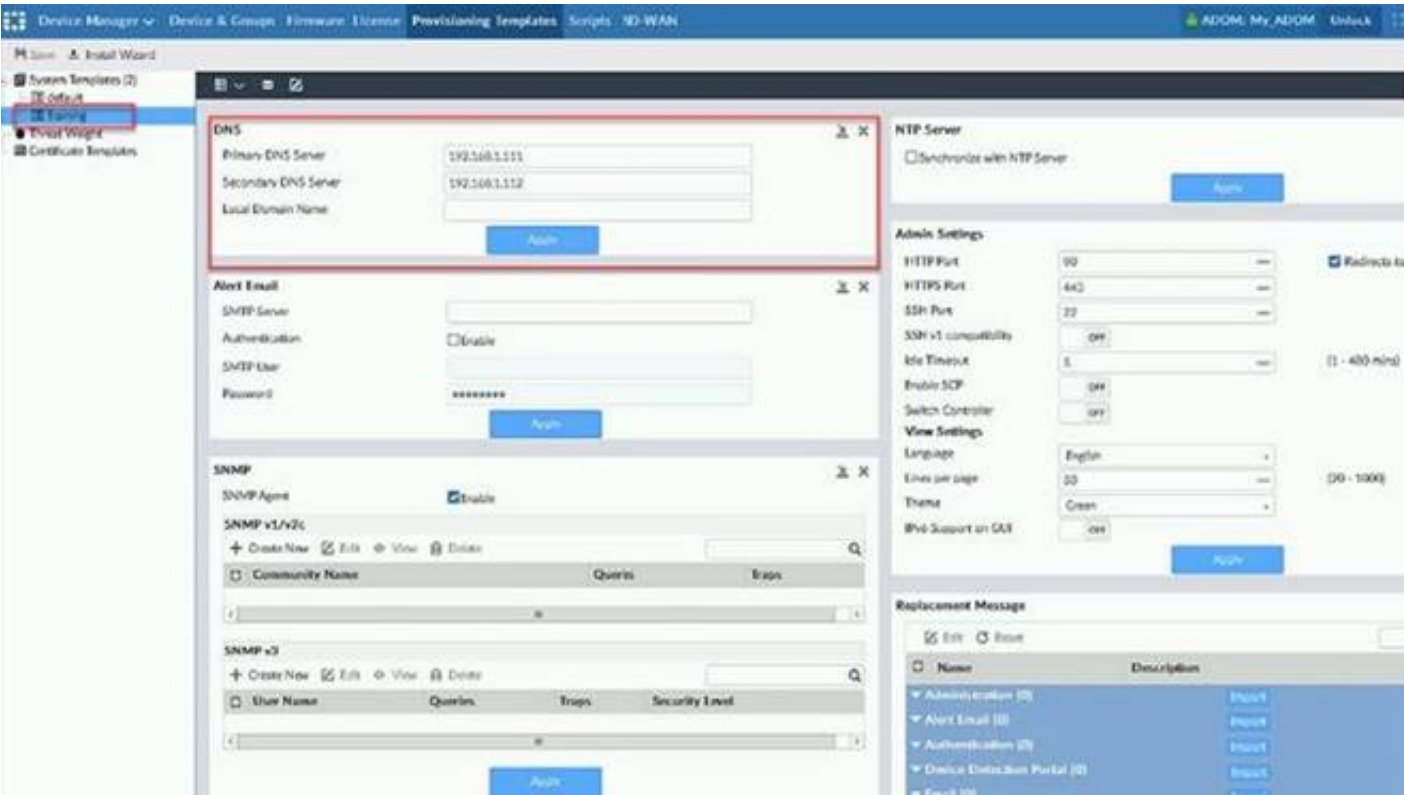 Device Manager Device & Groups Firmware License Provisioning Templates Scripts SD-WAN ADOM: My_ADOM Unlock
Save Install Wizard
System Templates (2)
default
Training
Threat Weight
Certificate Templates
DNS
Primary DNS Server 192.168.1.111
Secondary DNS Server 192.168.1.112
Local Domain Name
Apply
Alert Email
SMTP Server
Authentication Enable
SMTP User
Password ********
Apply
SNMP
SNMP Agent Enable
SNMP v1/v2c
Create New Edit View Delete
Community Name Queries Traps
SNMP v3
Create New Edit View Delete
User Name Queries Traps Security Level
Apply
NTP Server
Synchronize with NTP Server
Apply
Admin Settings
HTTP Port
HTTPS Port 443
SSH Port 22
SSH v1 compatibility OFF
Idle Timeout 5 (1 - 480 mins)
Enable SCP OFF
Switch Controller OFF
View Settings
Language English
Lines per page (20 - 1000)
Theme Green
IPv6 Support on GUI OFF
Apply
Replacement Message
Edit Reset
Name Description
Administration (0) Import
Alert Email (0) Import
Authentication (0) Import
Device Detection Portal (0) Import
Email (0)